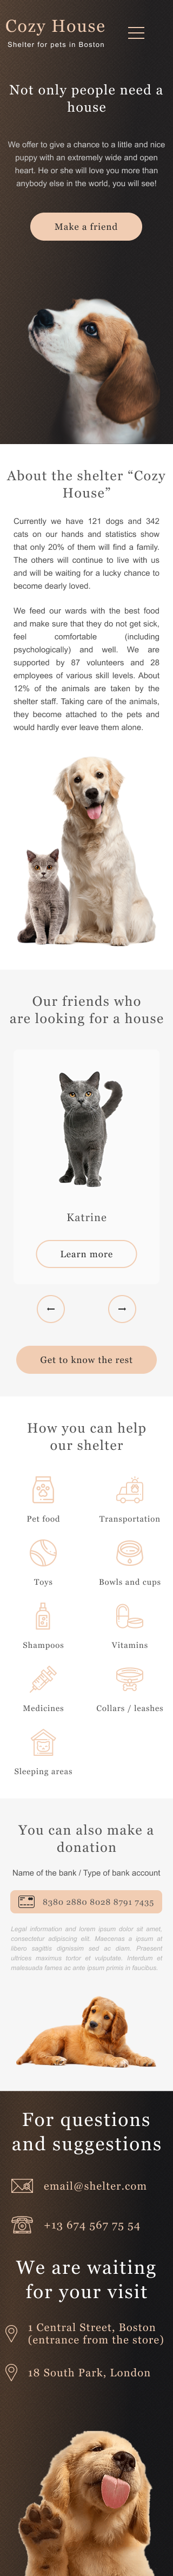 Cozy House
Shelter for pets in Boston
Not only people need a
house
We offer to give a chance to a little and nice
puppy with an extremely wide and open
heart. He or she will love you more than
anybody else in the world, you will see!
Make a friend
About the shelter “Cozy
House”
Currently we have 121 dogs and 342
cats on our hands and statistics show
that only 20% of them will find a family.
The others will continue to live with us
and will be waiting for a lucky chance to
become dearly loved.
We feed our wards with the best food
and make sure that they do not get sick,
feel comfortable (including
psychologically) and well. We are
supported by 87 volunteers and 28
employees of various skill levels. About
12% of the animals are taken by the
shelter staff. Taking care of the animals,
they become attached to the pets and
would hardly ever leave them alone.
Our friends who
are looking for a house
Katrine
Learn more
Get to know the rest
How you can help
our shelter
Pet food
Transportation
Toys
Bowls and cups
Shampoos
Vitamins
Medicines
Collars / leashes
Sleeping areas
You can also make a
donation
Name of the bank / Type of bank account
8380 2880 8028 8791 7435
Legal information and lorem ipsum dolor sit amet,
consectetur adipiscing elit. Maecenas a ipsum at
libero sagittis dignissim sed ac diam. Praesent
ultrices maximus tortor et vulputate. Interdum et
malesuada fames ac ante ipsum primis in faucibus.
For questions
and suggestions
email@shelter.com
+13 674 567 75 54
We are waiting
for your visit
1 Central Street, Boston
(entrance from the store)
18 South Park, London